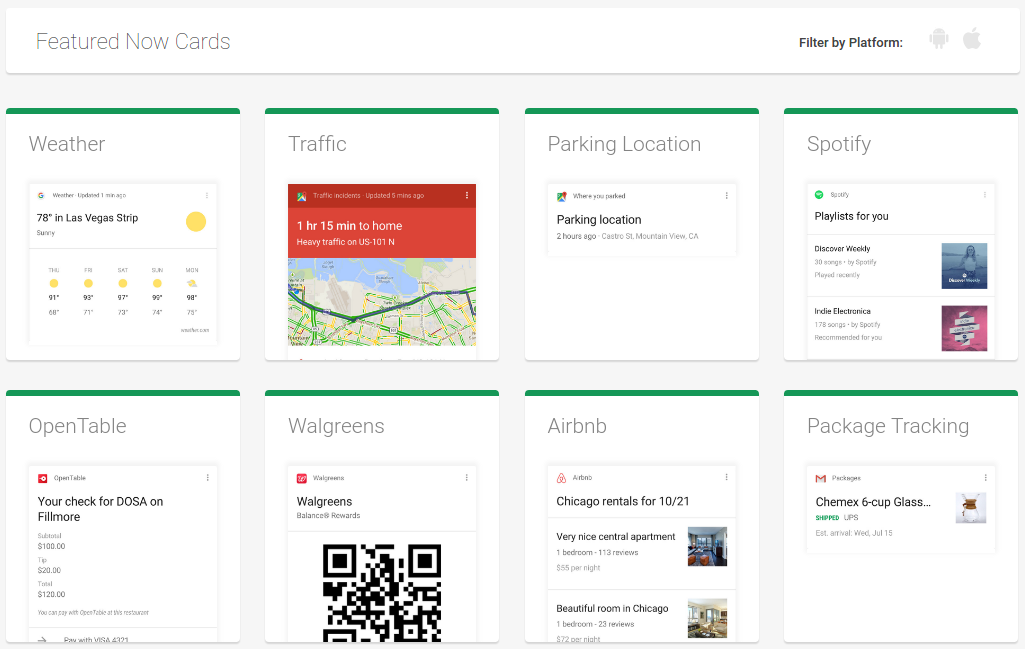 Featured Now Cards
Filter by Platform:
Weather
Weather · Updated 1 min ago
78° in Las Vegas Strip
Sunny
THU FRI SAT SUN MON
91° 93° 97° 99° 98°
68° 71° 73° 74° 75°
weather.com
Traffic
Traffic incidents · Updated 5 mins ago
1 hr 15 min to home
Heavy traffic on US-101 N
Parking Location
Where you parked
Parking location
2 hours ago · Castro St, Mountain View, CA
Spotify
Spotify
Playlists for you
Discover Weekly
30 songs • by Spotify
Played recently
Discover Weekly
Indie Electronica
178 songs • by Spotify
Recommended for you
OpenTable
OpenTable
Your check for DOSA on
Fillmore
Subtotal
$100.00
Tip
$20.00
Total
$120.00
You can pay with OpenTable at this restaurant
Pay with VISA 4321
Walgreens
Walgreens
Walgreens
Balance® Rewards
Airbnb
Airbnb
Chicago rentals for 10/21
Very nice central apartment
1 bedroom - 113 reviews
$55 per night
Beautiful room in Chicago
1 bedroom - 23 reviews
$72 per night
Package Tracking
Packages
Chemex 6-cup Glass...
SHIPPED UPS
Est. arrival: Wed, Jul 15